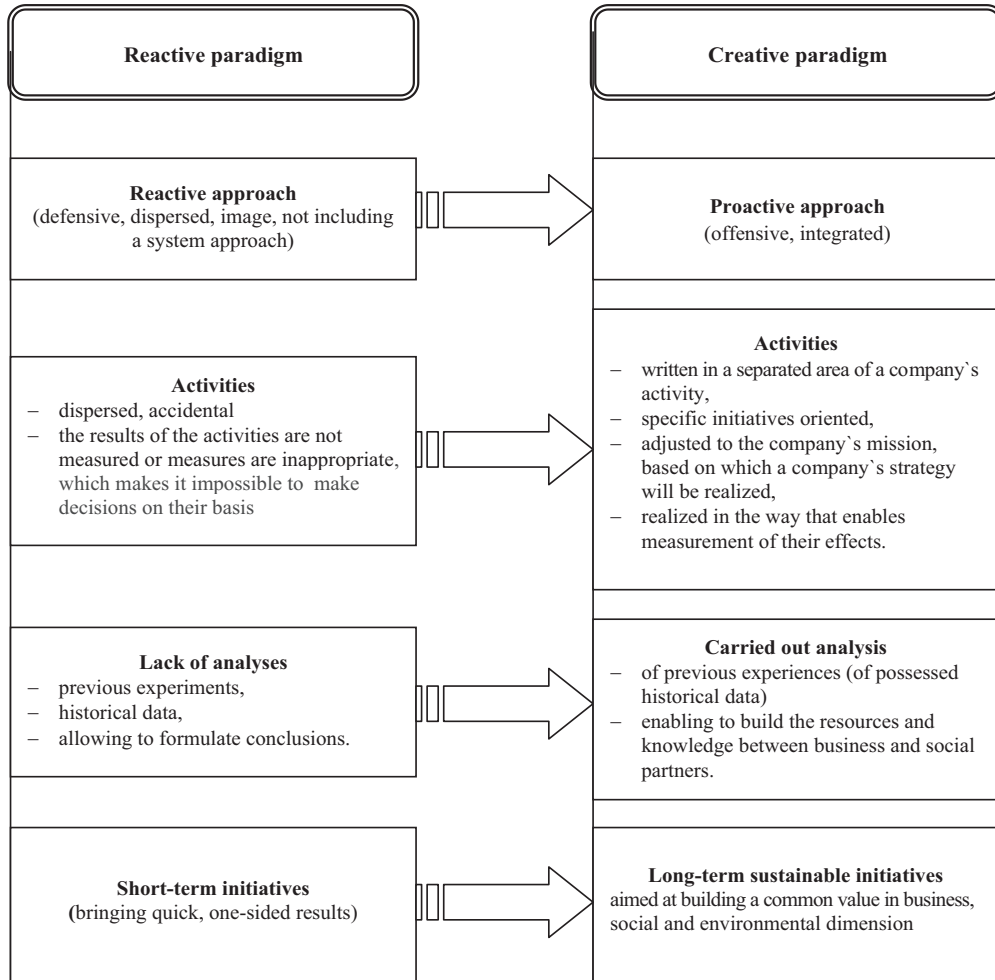 Reactive paradigm
Creative paradigm
Reactive approach
(defensive, dispersed, image, not including
a system approach)
Proactive approach
(offensive, integrated)
Activities
– dispersed, accidental
– the results of the activities are not
measured or measures are inappropriate,
which makes it impossible to make
decisions on their basis
Activities
– written in a separated area of a company`s
activity,
– specific initiatives oriented,
– adjusted to the company`s mission,
based on which a company`s strategy
will be realized,
– realized in the way that enables
measurement of their effects.
Lack of analyses
– previous experiments,
– historical data,
– allowing to formulate conclusions.
Carried out analysis
– of previous experiences (of possessed
historical data)
– enabling to build the resources and
knowledge between business and social
partners.
Short-term initiatives
(bringing quick, one-sided results)
Long-term sustainable initiatives
aimed at building a common value in business,
social and environmental dimension